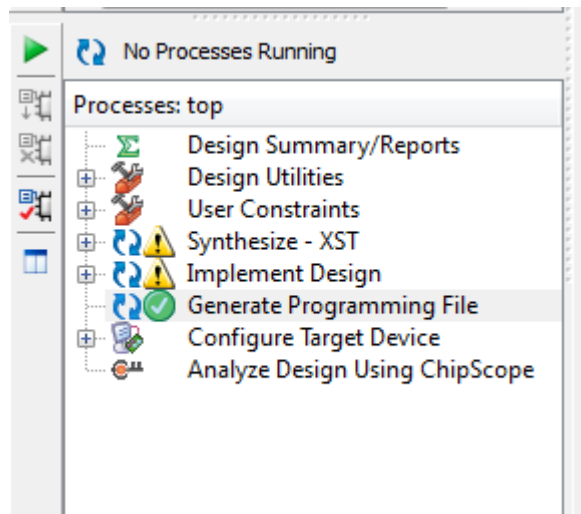 No Processes Running
Processes: top
Design Summary/Reports
Design Utilities
User Constraints
Synthesize - XST
Implement Design
Generate Programming File
Configure Target Device
Analyze Design Using ChipScope